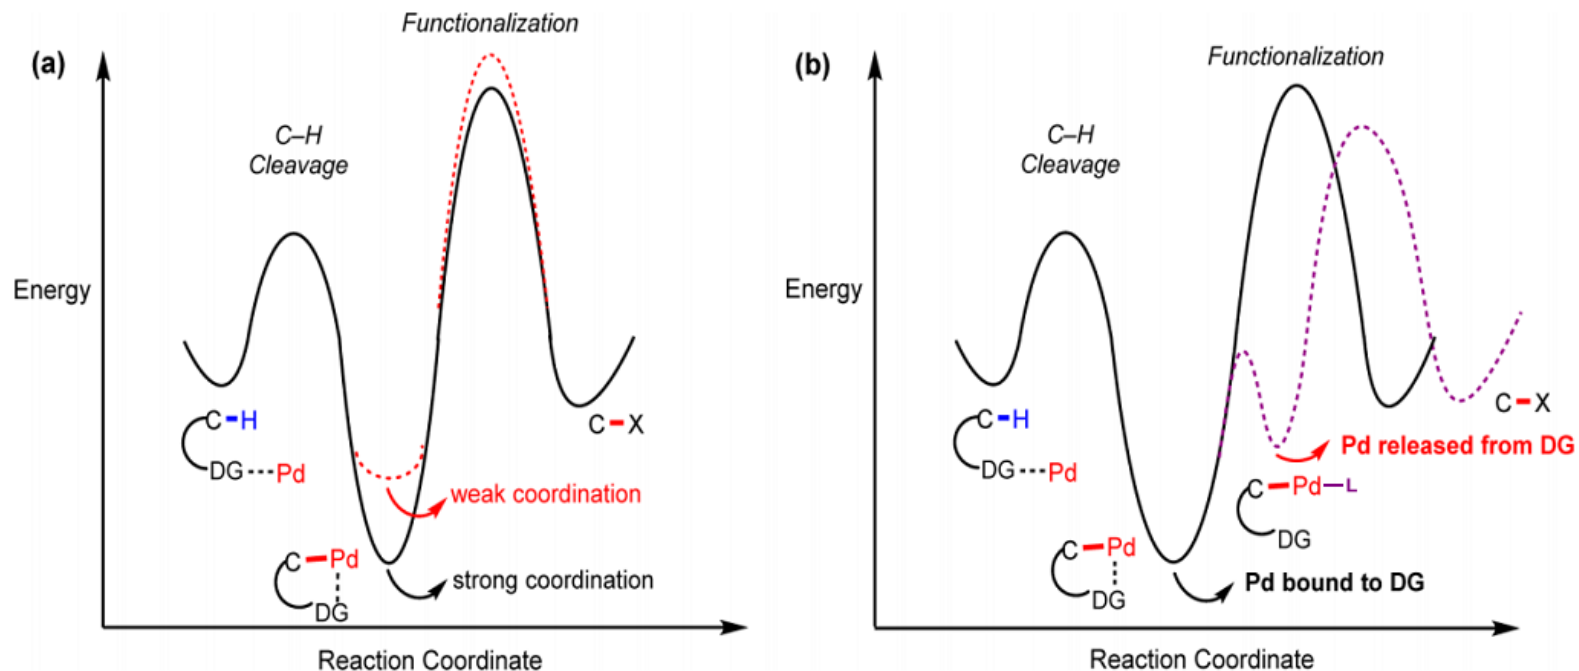 (a)
Functionalization
C–H
Cleavage
Energy
C–H
DG---Pd
C–X
weak coordination
C–Pd
DG
strong coordination
Reaction Coordinate
(b)
Functionalization
C–H
Cleavage
Energy
C–H
DG---Pd
C–X
Pd released from DG
C–Pd–L
DG
C–Pd
DG
Pd bound to DG
Reaction Coordinate